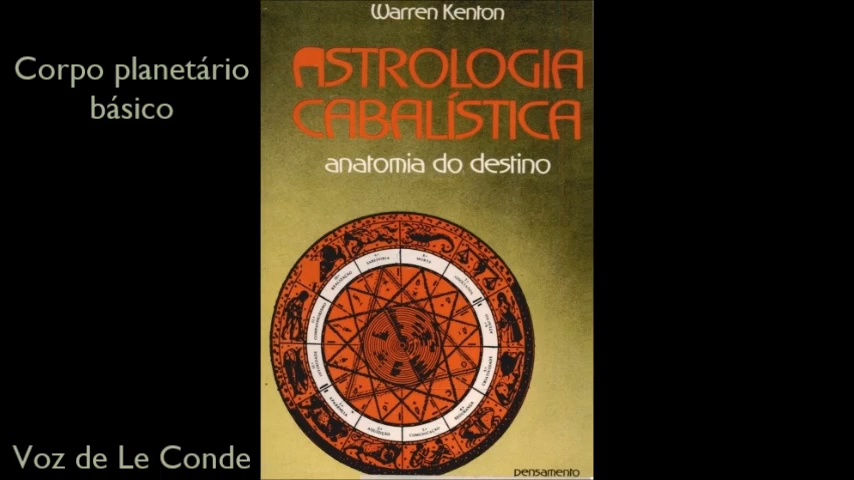 Corpo planetário
básico
Voz de Le Conde
Warren Kenton
ASTROLOGIA
CABALÍSTICA
anatomia do destino
pensamento